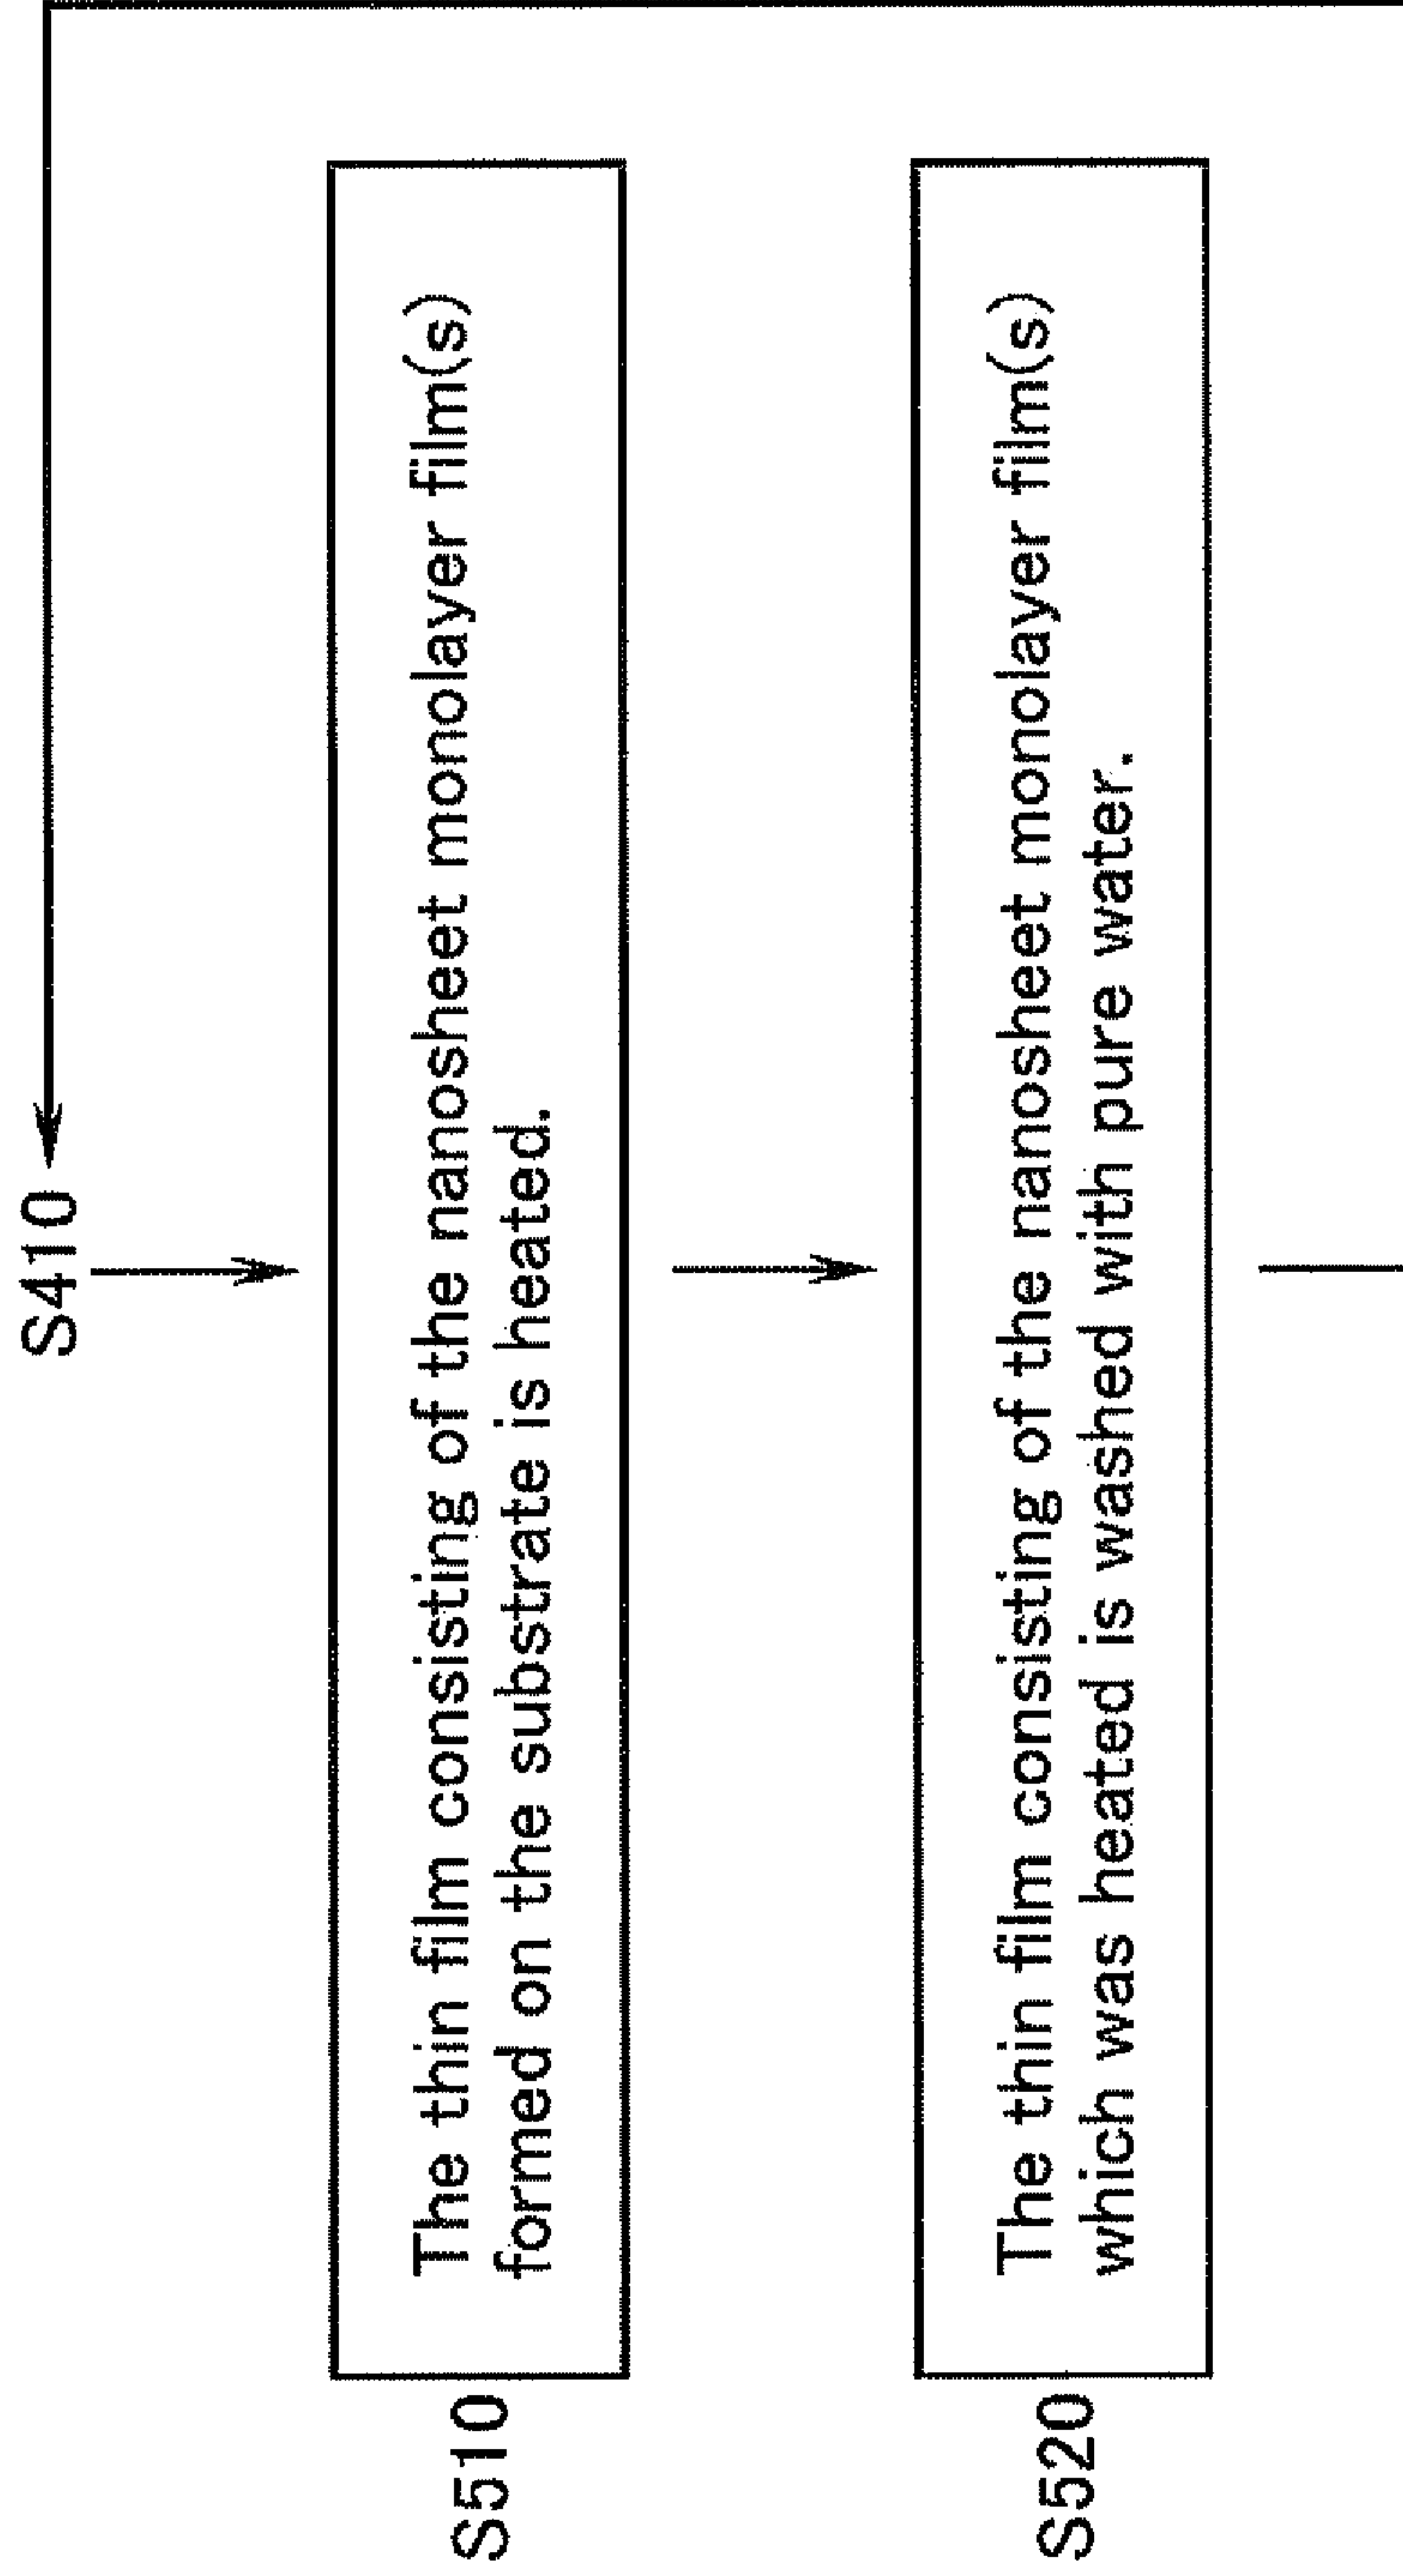 S410
S510
The thin film consisting of the nanosheet monolayer film(s)
formed on the substrate is heated.
S520
The thin film consisting of the nanosheet monolayer film(s)
which was heated is washed with pure water.